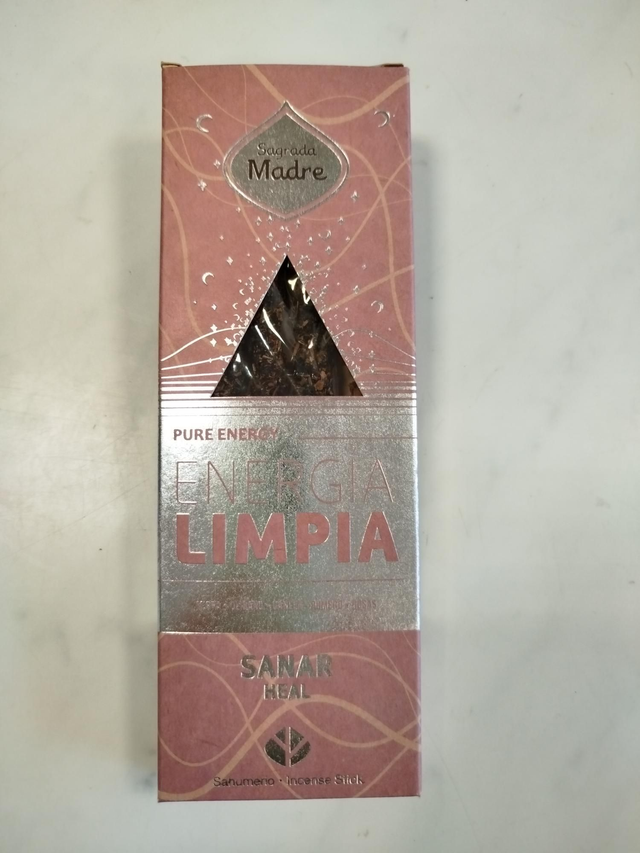 Sagrada
Madre
PURE ENERGY
ENERGIA
LIMPIA
SANAR
HEAL
Sahumerio · Incense Stick